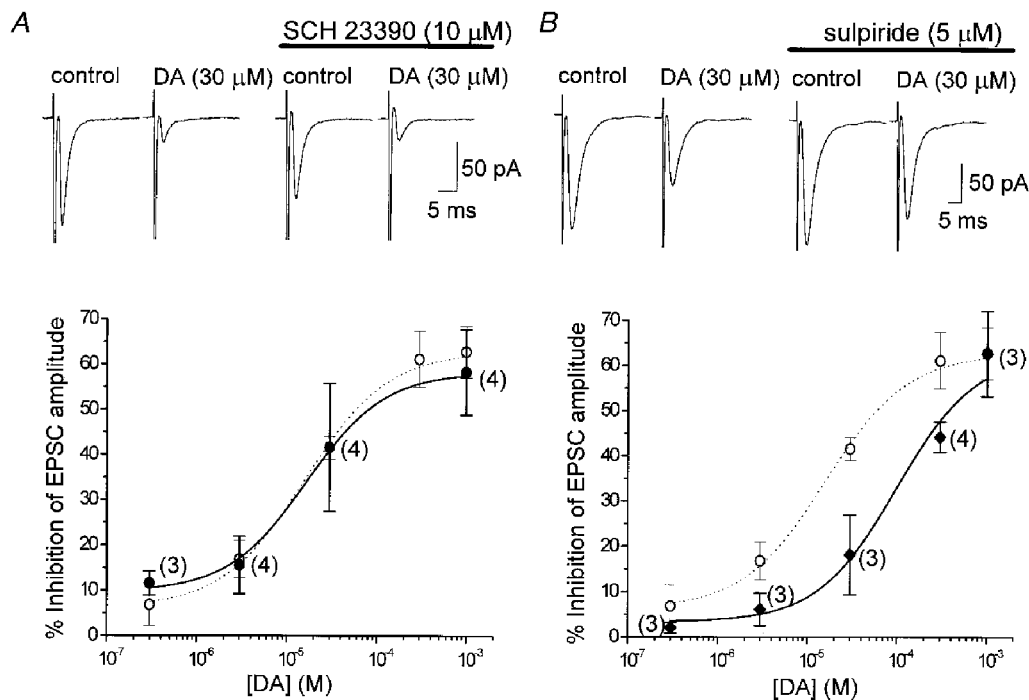 A
SCH 23390 (10 μM)
control
DA (30 μM)
control
DA (30 μM)
50 pA
5 ms
% Inhibition of EPSC amplitude
70
60
50
40
30
20
10
0
(3)
(4)
(4)
(4)
10⁻⁷
10⁻⁶
10⁻⁵
10⁻⁴
10⁻³
[DA] (M)
B
sulpiride (5 μM)
control
DA (30 μM)
control
DA (30 μM)
50 pA
5 ms
% Inhibition of EPSC amplitude
70
60
50
40
30
20
10
0
(3)
(3)
(3)
(4)
(3)
10⁻⁷
10⁻⁶
10⁻⁵
10⁻⁴
10⁻³
[DA] (M)